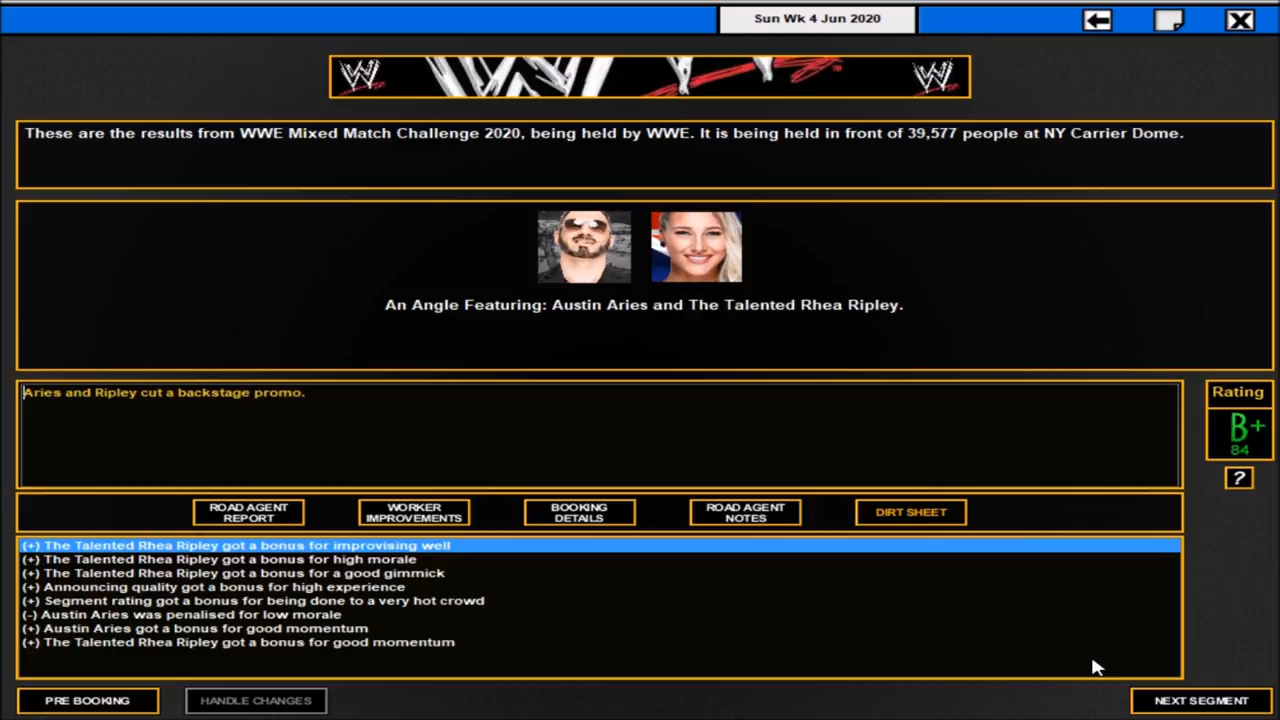 Sun Wk 4 Jun 2020
These are the results from WWE Mixed Match Challenge 2020, being held by WWE. It is being held in front of 39,577 people at NY Carrier Dome.
An Angle Featuring: Austin Aries and The Talented Rhea Ripley.
Aries and Ripley cut a backstage promo.
Rating
B+
84
?
ROAD AGENT
REPORT
WORKER
IMPROVEMENTS
BOOKING
DETAILS
ROAD AGENT
NOTES
DIRT SHEET
(+) The Talented Rhea Ripley got a bonus for improvising well
(+) The Talented Rhea Ripley got a bonus for high morale
(+) The Talented Rhea Ripley got a bonus for a good gimmick
(+) Announcing quality got a bonus for high experience
(+) Segment rating got a bonus for being done to a very hot crowd
(-) Austin Aries was penalised for low morale
(+) Austin Aries got a bonus for good momentum
(+) The Talented Rhea Ripley got a bonus for good momentum
PRE BOOKING
HANDLE CHANGES
NEXT SEGMENT